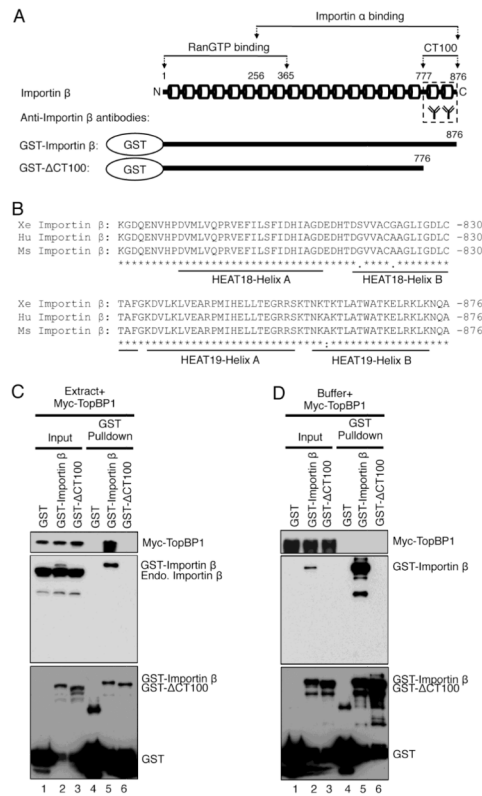 A
Importin α binding
RanGTP binding
CT100
1 256 365 777 876
Importin β N C
Anti-Importin β antibodies:
876
GST-Importin β: GST
776
GST-ΔCT100: GST
B
Xe Importin β: KGDQENVHPDVMLVQPRVEFILSFIDHIAGDEDHTDSVVACGAGLIGDLC -830
Hu Importin β: KGDQENVHPDVMLVQPRVEFILSFIDHIAGDEDHTDGVVACAAGLIGDLC -830
Ms Importin β: KGDQENVHPDVMLVQPRVEFILSFIDHIAGDEDHTDGVVACAAGLIGDLC -830
************************************.****.********
HEAT18-Helix A HEAT18-Helix B
Xe Importin β: TAFGKDVLKLVEARPMIHELLTEGRRSKTNKTKTLATWATKELRKLKNQA -876
Hu Importin β: TAFGKDVLKLVEARPMIHELLTEGRRSKTNKAKTLATWATKELRKLKNQA -876
Ms Importin β: TAFGKDVLKLVEARPMIHELLTEGRRSKTNKAKTLATWATKELRKLKNQA -876
*******************************:******************
HEAT19-Helix A HEAT19-Helix B
C
Extract+
Myc-TopBP1
Input
GST
Pulldown
GST
GST-Importin β
GST-ΔCT100
GST
GST-Importin β
GST-ΔCT100
Myc-TopBP1
GST-Importin β
Endo. Importin β
GST-Importin β
GST-ΔCT100
GST
1 2 3 4 5 6
D
Buffer+
Myc-TopBP1
Input
GST
Pulldown
GST
GST-Importin β
GST-ΔCT100
GST
GST-Importin β
GST-ΔCT100
Myc-TopBP1
GST-Importin β
GST-Importin β
GST-ΔCT100
GST
1 2 3 4 5 6